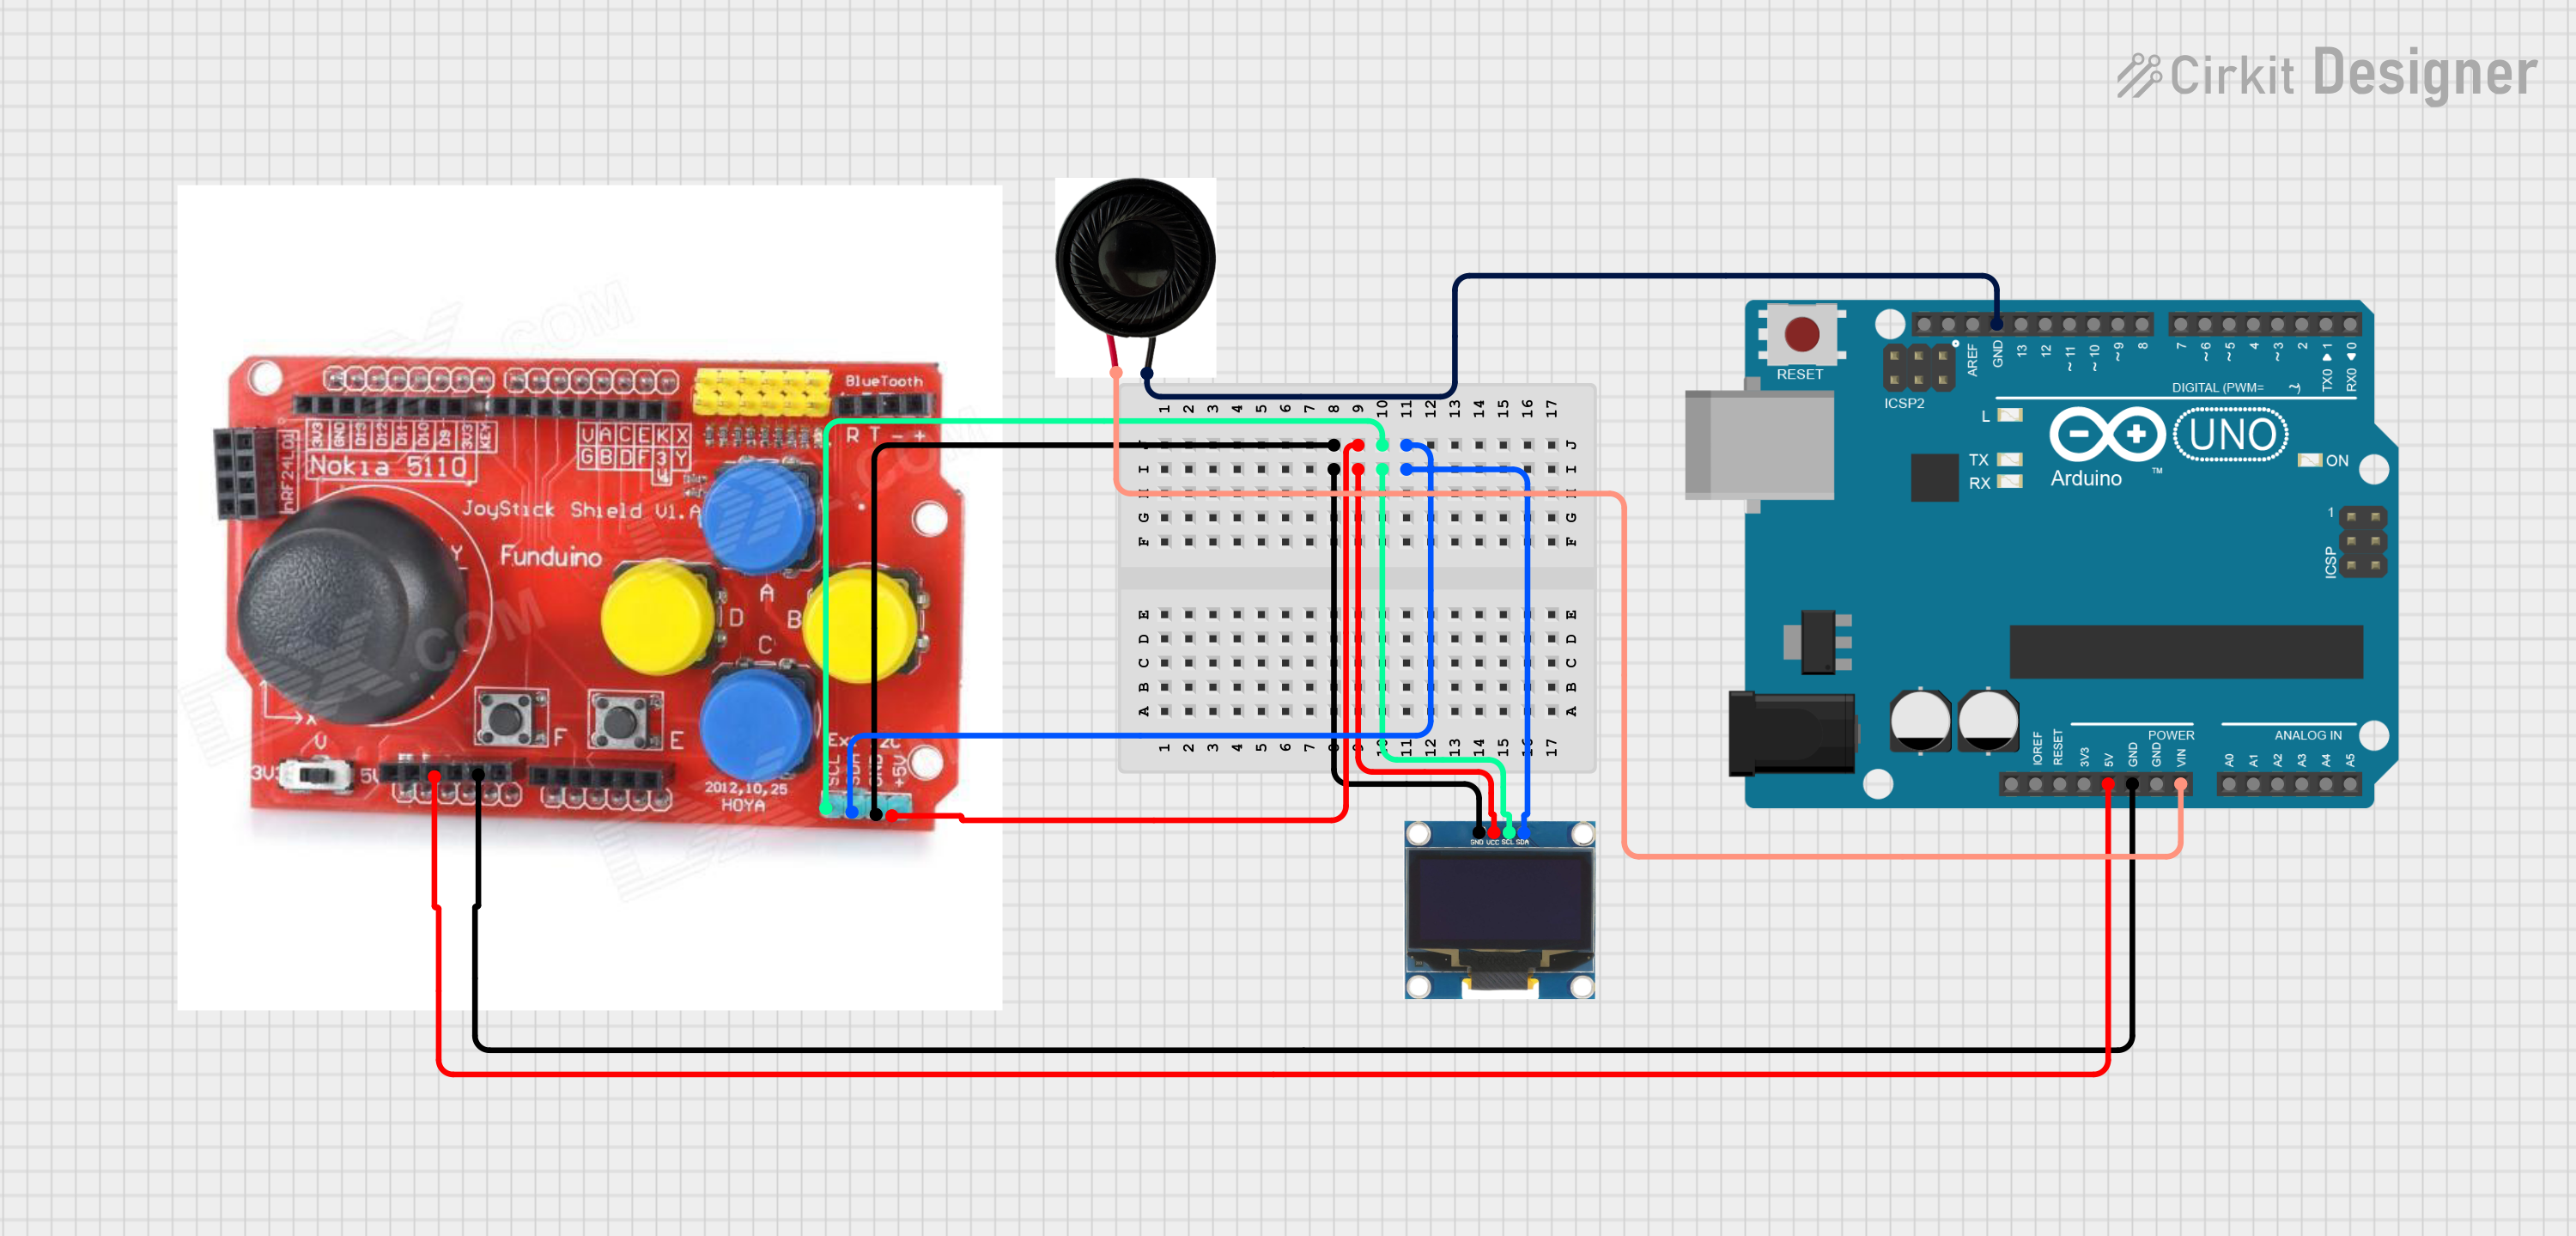 Cirkit Designer
BlueTooth
R T - +
3V3 GND D13 D12 D11 D10 D9 3V3 KEY
U A C E K X
G B D F 3 Y
Nokia 5110
nRF24L01
JoyStick Shield V1.A
Funduino
Y
A
D
B
C
X
F
E
V
3V3
5V
SCL
SDA
GND
+5V
2012,10,25
HOYA
1 2 3 4 5 6 7 8 9 10 11 12 13 14 15 16 17
J J
I I
H H
G G
F F
E E
D D
C C
B B
A A
1 2 3 4 5 6 7 8 9 10 11 12 13 14 15 16 17
GND VCC SCL SDA
RESET
ICSP2
AREF
GND
13
12
~11
~10
~9
8
7
~6
~5
4
~3
2
TX0 1
RX0 0
DIGITAL (PWM= ~)
L
TX
RX
UNO
Arduino
TM
ON
1
ICSP
POWER
ANALOG IN
IOREF
RESET
3V3
5V
GND
GND
VIN
A0
A1
A2
A3
A4
A5